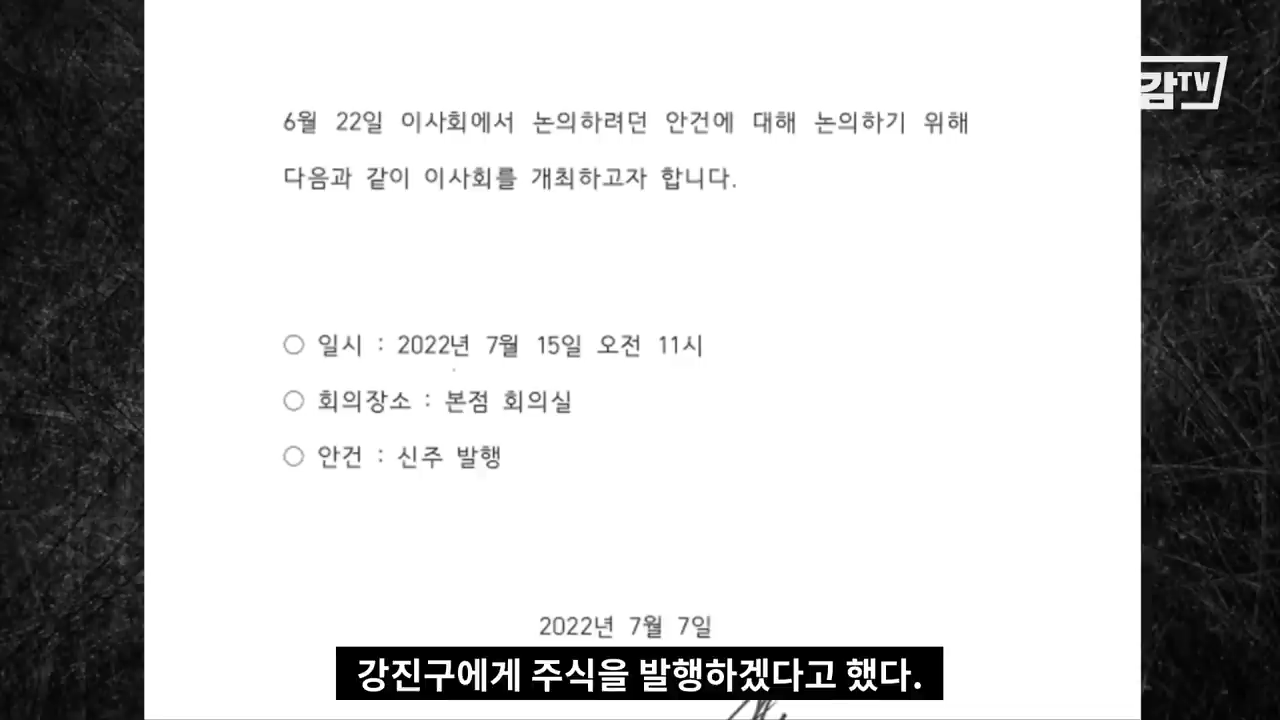 감TV
6월 22일 이사회에서 논의하려던 안건에 대해 논의하기 위해
다음과 같이 이사회를 개최하고자 합니다.
○ 일시 : 2022년 7월 15일 오전 11시
○ 회의장소 : 본점 회의실
○ 안건 : 신주 발행
2022년 7월 7일
강진구에게 주식을 발행하겠다고 했다.